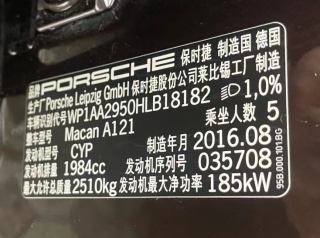 品牌 PORSCHE 保时捷 制造国 德国
生产厂 Porsche Leipzig GmbH 保时捷股份公司莱比锡工厂制造
车辆识别代号 WP1AA2950HLB18182 1,0%
整车型号 Macan A121 乘坐人数 5
发动机型号 CYP 制造年月 2016.08
发动机排量 1984cc 发动机序号 035708
最大允许总质量 2510kg 发动机最大净功率 185kW
95B.000.101.BG